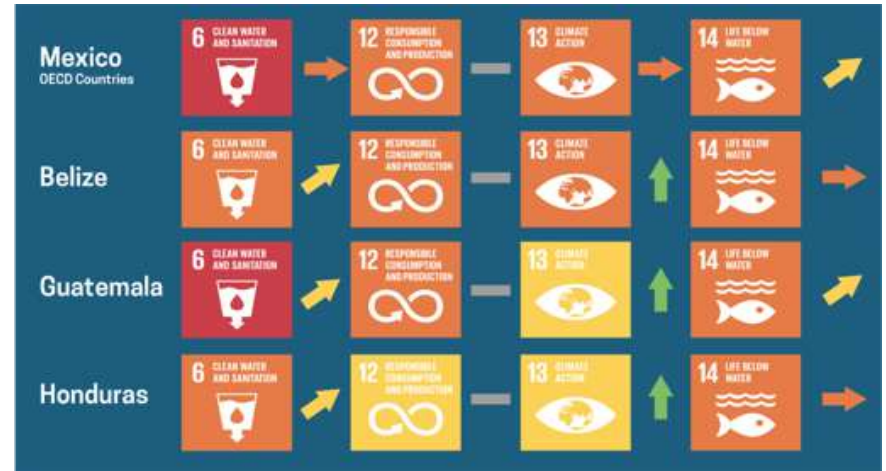 6 CLEAN WATER
AND SANITATION
12 RESPONSIBLE
CONSUMPTION
AND PRODUCTION
13 CLIMATE
ACTION
14 LIFE BELOW
WATER
Mexico
OECD Countries
6 CLEAN WATER
AND SANITATION
12 RESPONSIBLE
CONSUMPTION
AND PRODUCTION
13 CLIMATE
ACTION
14 LIFE BELOW
WATER
Belize
6 CLEAN WATER
AND SANITATION
12 RESPONSIBLE
CONSUMPTION
AND PRODUCTION
13 CLIMATE
ACTION
14 LIFE BELOW
WATER
Guatemala
6 CLEAN WATER
AND SANITATION
12 RESPONSIBLE
CONSUMPTION
AND PRODUCTION
13 CLIMATE
ACTION
14 LIFE BELOW
WATER
Honduras